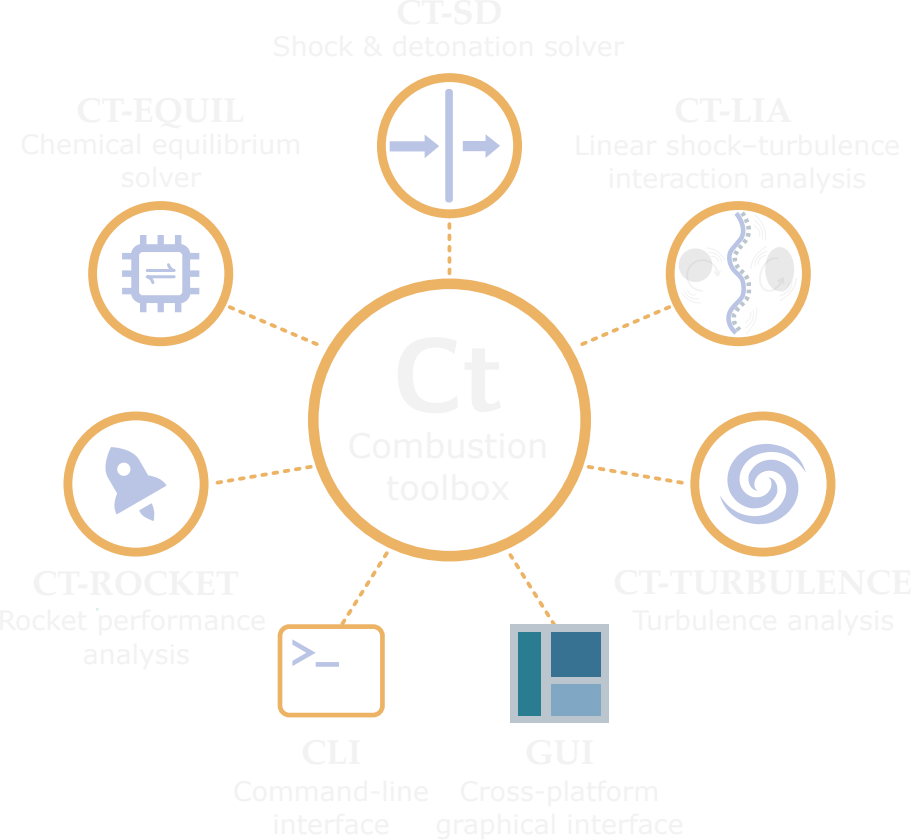 CT-SD
Shock & detonation solver
CT-EQUIL
Chemical equilibrium
solver
CT-LIA
Linear shock–turbulence
interaction analysis
Ct
Combustion
toolbox
CT-ROCKET
Rocket performance
analysis
CT-TURBULENCE
Turbulence analysis
>_
CLI
Command-line
interface
GUI
Cross-platform
graphical interface